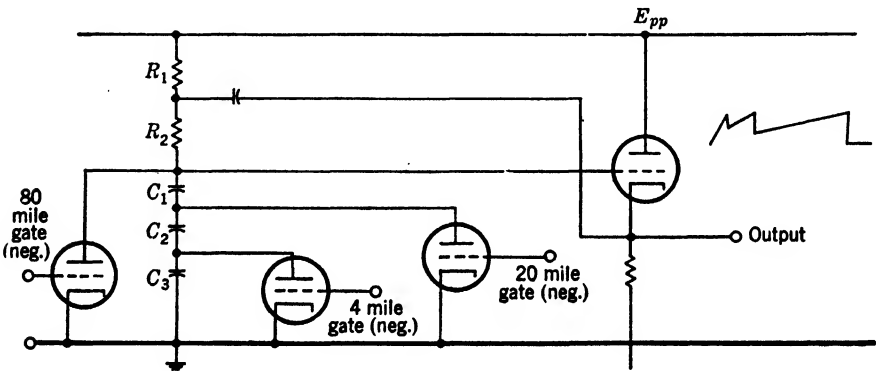 E_pp
R_1
R_2
C_1
C_2
C_3
80
mile
gate
(neg.)
4 mile
gate (neg.)
20 mile
gate (neg.)
Output